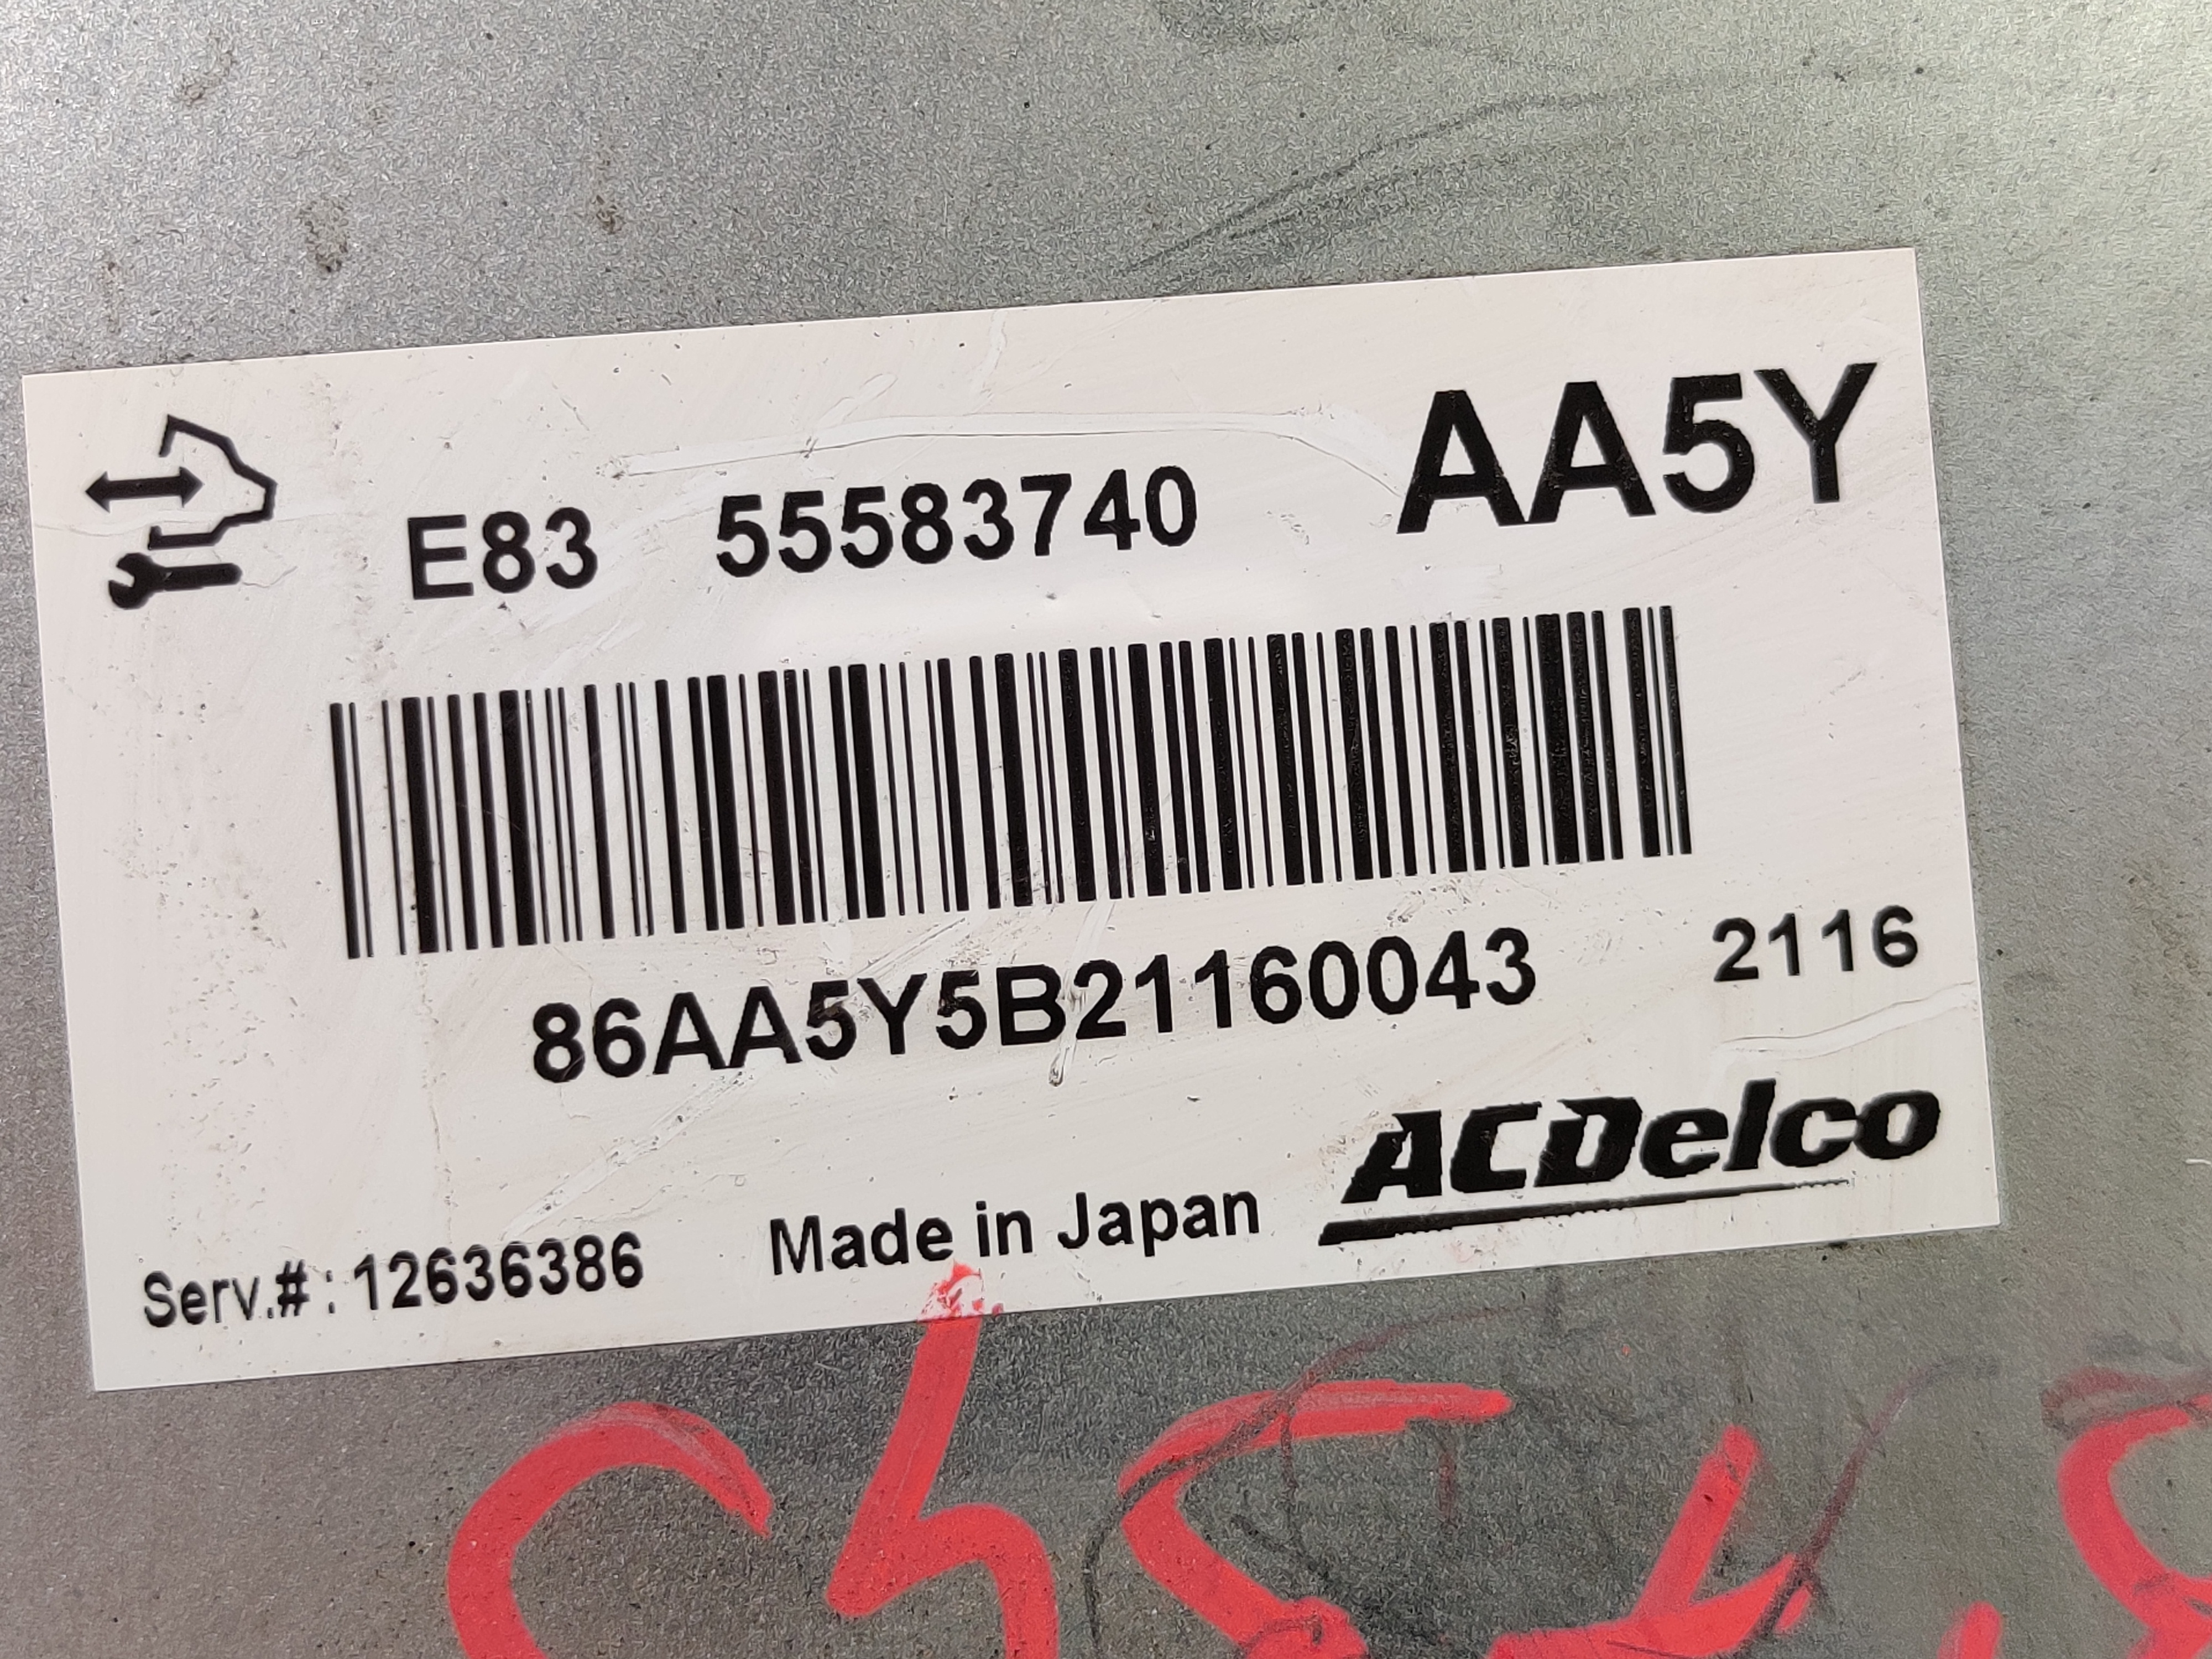 E83 55583740 AA5Y
86AA5Y5B21160043 2116
Serv.#: 12636386 Made in Japan ACDelco